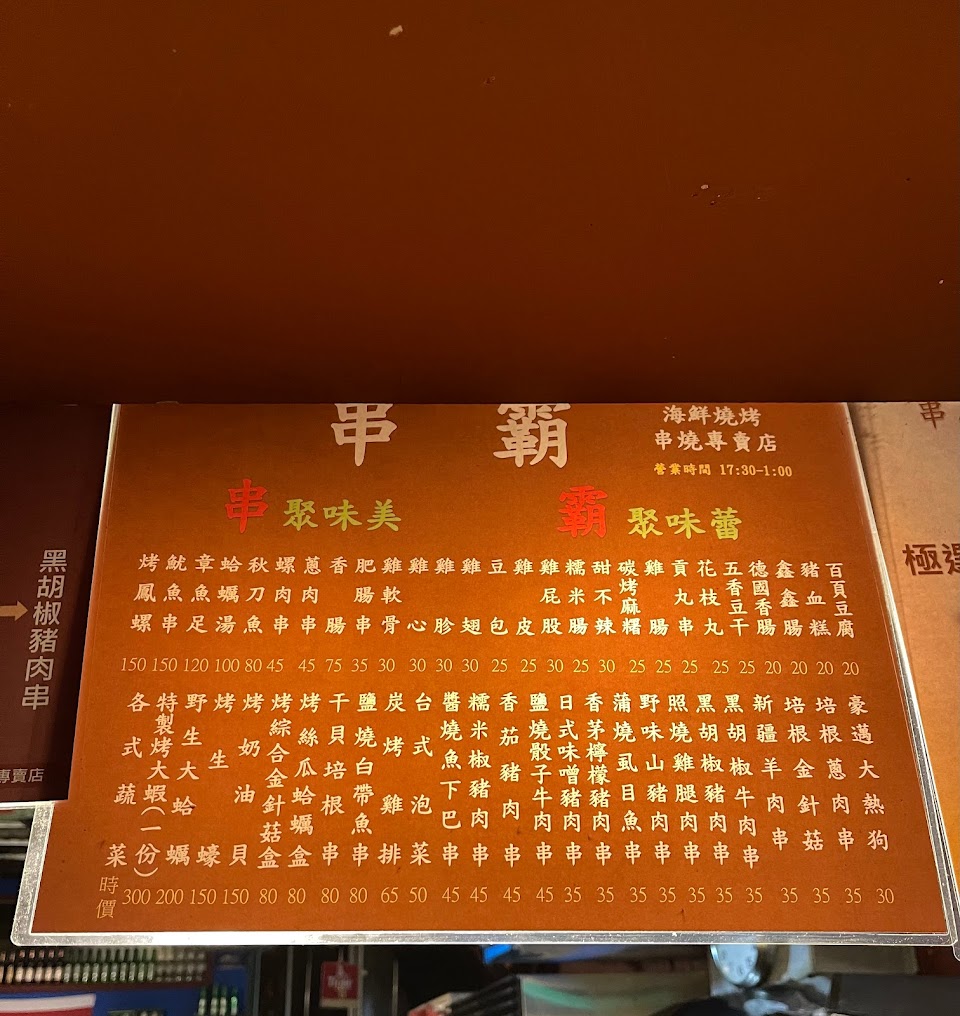 串霸
海鮮燒烤
串燒專賣店
營業時間 17:30-1:00
串聚味美
霸聚味蕾
百頁豆腐 20
豬血糕 20
鑫鑫腸 20
德國香腸 20
五香豆干 25
花枝丸 25
貢丸串 25
雞腸 25
碳烤麻糬 25
甜不辣 30
糯米腸 25
雞屁股 30
雞皮 25
豆包 25
雞翅 30
雞胗 30
雞心 30
雞軟骨 30
肥腸串 35
香腸 75
蔥肉串 45
螺肉串 45
秋刀魚 80
蛤蠣湯 100
章魚足 120
魷魚串 150
烤鳳螺 150
豪邁大熱狗 30
培根蔥肉串 35
培根金針菇 35
新疆羊肉串 35
黑胡椒牛肉串 35
黑胡椒豬肉串 35
照燒雞腿肉串 35
野味山豬肉串 35
蒲燒虱目魚串 35
香茅檸檬豬肉串 35
日式味噌豬肉串 35
鹽燒骰子牛肉串 45
香茄豬肉串 45
糯米椒豬肉串 45
醬燒魚下巴串 45
台式泡菜 50
炭烤雞排 65
鹽燒白帶魚串 80
干貝培根串 80
烤絲瓜蛤蠣盒 80
烤綜合金針菇盒 80
烤奶油貝 150
烤生蠔 150
野生大蛤蠣 200
特製烤大蝦(一份) 300
各式蔬菜 時價
黑胡椒豬肉串
專賣店
串
極